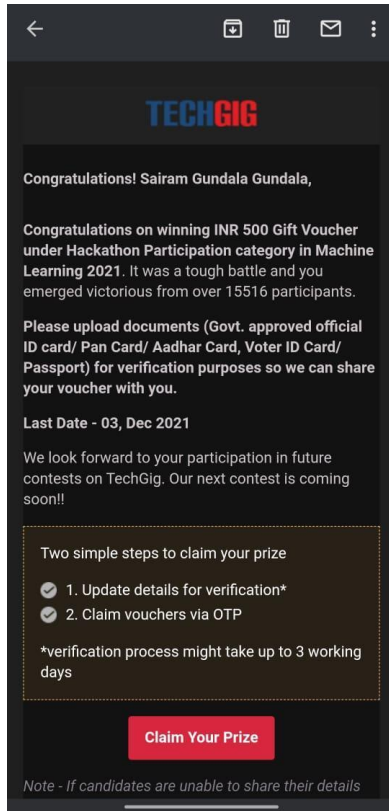 TECHGIG
Congratulations! Sairam Gundala Gundala,
Congratulations on winning INR 500 Gift Voucher
under Hackathon Participation category in Machine
Learning 2021. It was a tough battle and you
emerged victorious from over 15516 participants.
Please upload documents (Govt. approved official
ID card/ Pan Card/ Aadhar Card, Voter ID Card/
Passport) for verification purposes so we can share
your voucher with you.
Last Date - 03, Dec 2021
We look forward to your participation in future
contests on TechGig. Our next contest is coming
soon!!
Two simple steps to claim your prize
1. Update details for verification*
2. Claim vouchers via OTP
*verification process might take up to 3 working
days
Claim Your Prize
Note - If candidates are unable to share their details